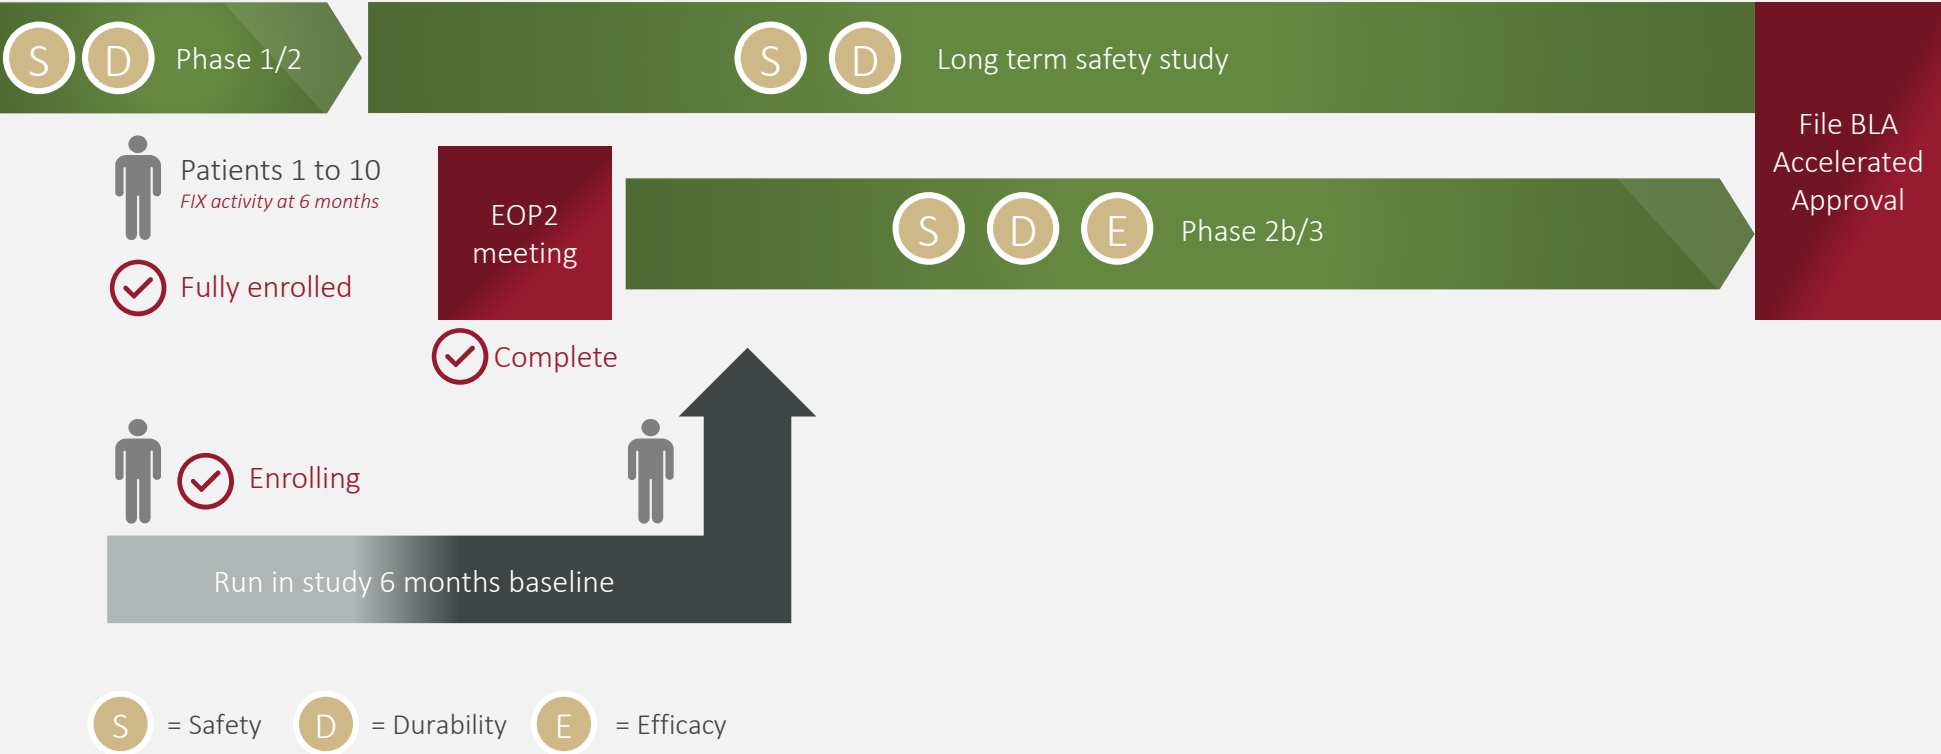 S D Phase 1/2
S D Long term safety study
File BLA
Accelerated
Approval
Patients 1 to 10
FIX activity at 6 months
Fully enrolled
EOP2
meeting
Complete
S D E Phase 2b/3
Enrolling
Run in study 6 months baseline
S = Safety D = Durability E = Efficacy